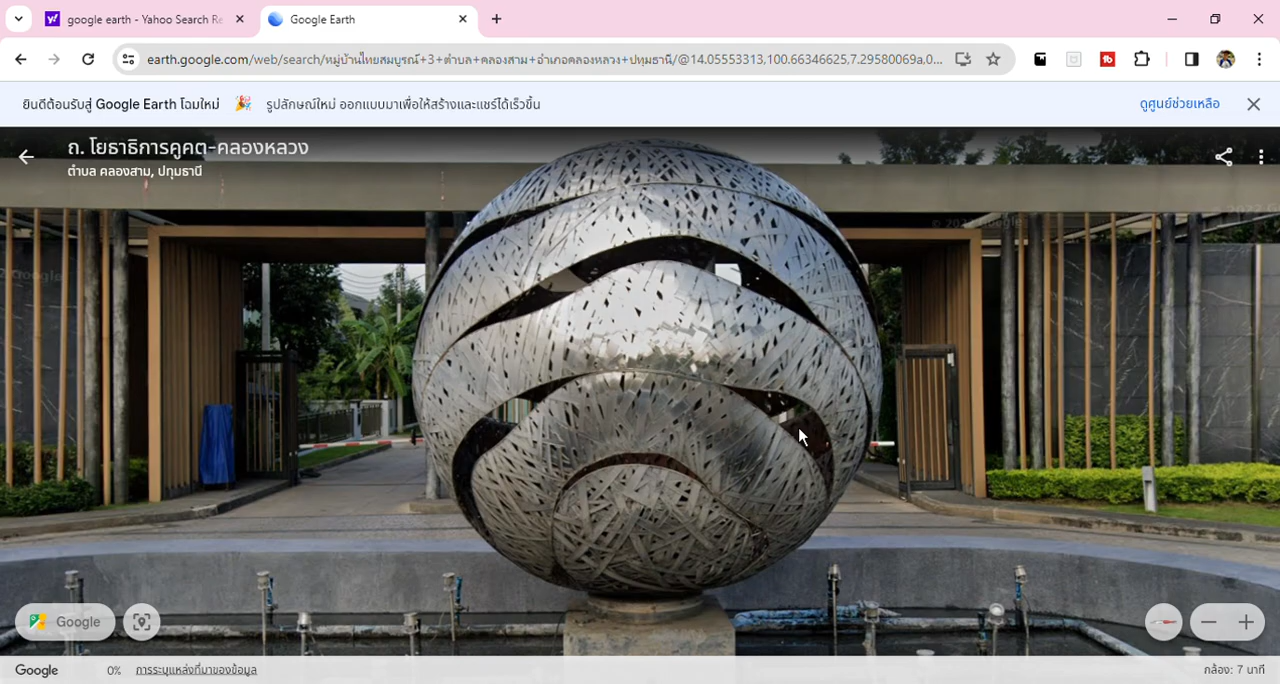 google earth - Yahoo Search Re
Google Earth
earth.google.com/web/search/หมู่บ้านไทยสมบูรณ์+3+ตำบล+คลองสาม+อำเภอคลองหลวง+ปทุมธานี/@14.05553313,100.66346625,7.29580069a,0...
ยินดีต้อนรับสู่ Google Earth โฉมใหม่ 🎉 รูปลักษณ์ใหม่ ออกแบบมาเพื่อให้สร้างและแชร์ได้เร็วขึ้น
ดูศูนย์ช่วยเหลือ
ถ. โยธาธิการคูคต-คลองหลวง
ตำบล คลองสาม, ปทุมธานี
Google
Google 0% การระบุแหล่งที่มาของข้อมูล
กล้อง: 7 นาที